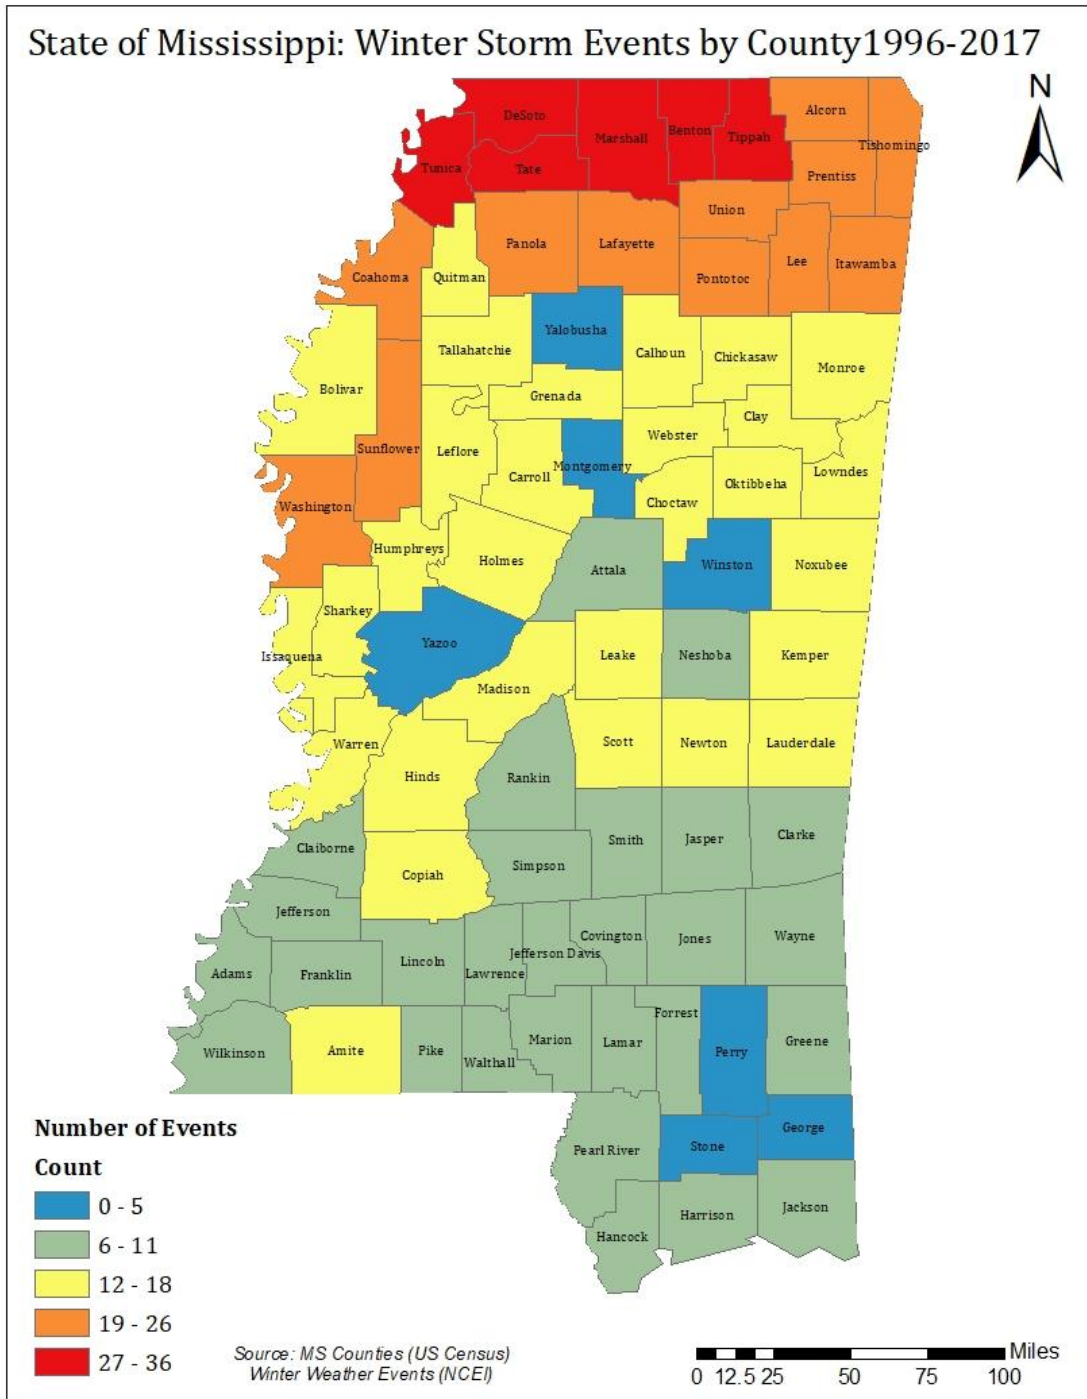 State of Mississippi: Winter Storm Events by County1996-2017
N
DeSoto
Marshall
Benton
Tippah
Alcorn
Tishomingo
Tunica
Tate
Prentiss
Union
Panola
Lafayette
Coahoma
Quitman
Pontotoc
Lee
Itawamba
Yalobusha
Tallahatchie
Calhoun
Chickasaw
Monroe
Bolivar
Grenada
Clay
Sunflower
Leflore
Webster
Montgomery
Carroll
Lowndes
Oktibbeha
Choctaw
Washington
Humphreys
Holmes
Attala
Winston
Noxubee
Sharkey
Yazoo
Issaquena
Leake
Neshoba
Kemper
Madison
Warren
Scott
Newton
Lauderdale
Hinds
Rankin
Claiborne
Smith
Jasper
Clarke
Copiah
Simpson
Jefferson
Covington
Jones
Wayne
Adams
Franklin
Lincoln
Lawrence
Jefferson Davis
Forrest
Wilkinson
Amite
Pike
Walthall
Marion
Lamar
Perry
Greene
Pearl River
Stone
George
Hancock
Harrison
Jackson
Number of Events
Count
0 - 5
6 - 11
12 - 18
19 - 26
27 - 36
Source: MS Counties (US Census)
Winter Weather Events (NCEI)
Miles
0 12.5 25 50 75 100